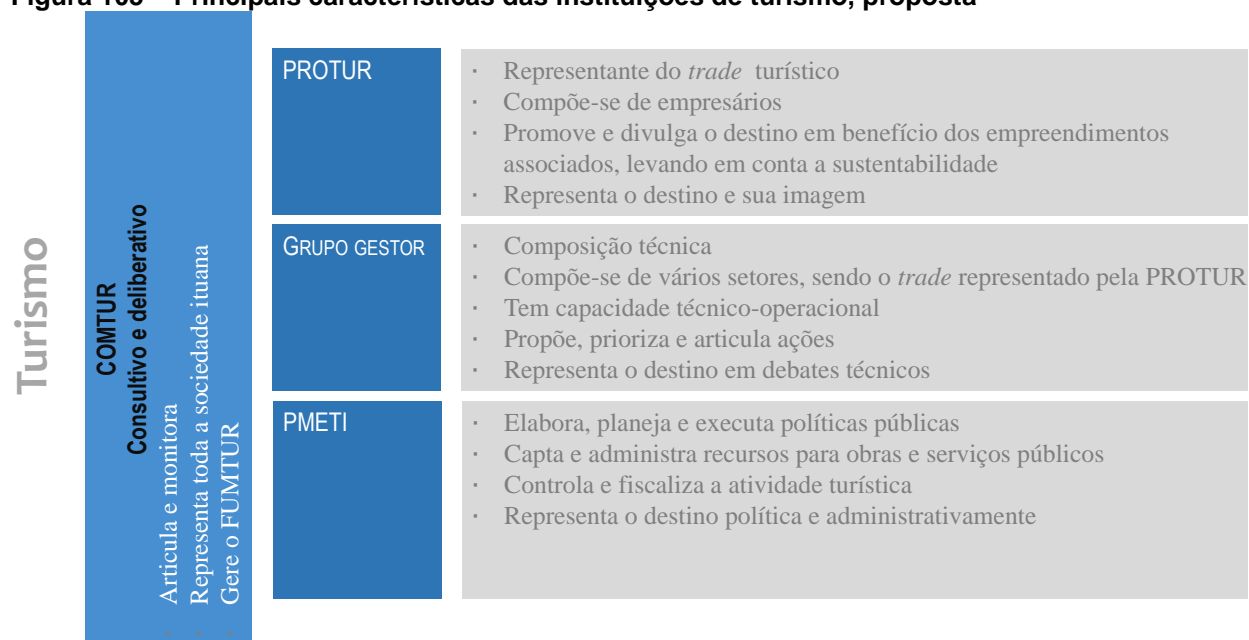 Figura 103 – Principais características das instituições de turismo, proposta
Turismo
COMTUR
Consultivo e deliberativo
· Articula e monitora
· Representa toda a sociedade ituana
· Gere o FUMTUR
PROTUR
· Representante do trade turístico
· Compõe-se de empresários
· Promove e divulga o destino em benefício dos empreendimentos
associados, levando em conta a sustentabilidade
· Representa o destino e sua imagem
GRUPO GESTOR
· Composição técnica
· Compõe-se de vários setores, sendo o trade representado pela PROTUR
· Tem capacidade técnico-operacional
· Propõe, prioriza e articula ações
· Representa o destino em debates técnicos
PMETI
· Elabora, planeja e executa políticas públicas
· Capta e administra recursos para obras e serviços públicos
· Controla e fiscaliza a atividade turística
· Representa o destino política e administrativamente